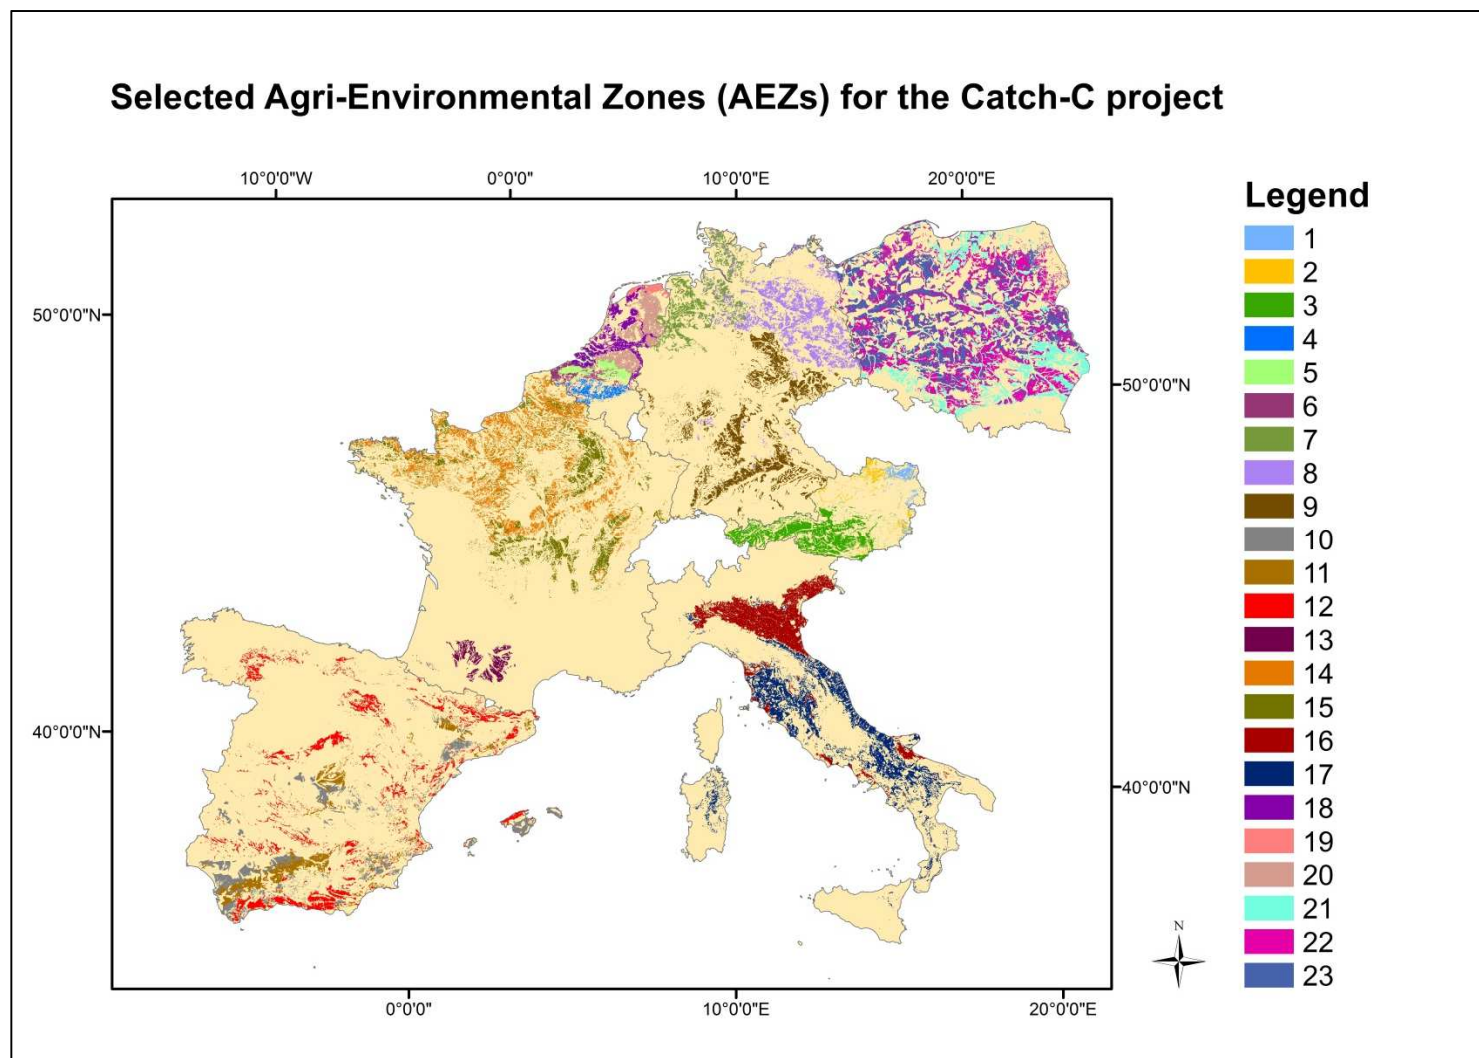 Selected Agri-Environmental Zones (AEZs) for the Catch-C project
10°0'0"W
0°0'0"
10°0'0"E
20°0'0"E
50°0'0"N
50°0'0"N
40°0'0"N
40°0'0"N
0°0'0"
10°0'0"E
20°0'0"E
Legend
1
2
3
4
5
6
7
8
9
10
11
12
13
14
15
16
17
18
19
20
21
22
23
N